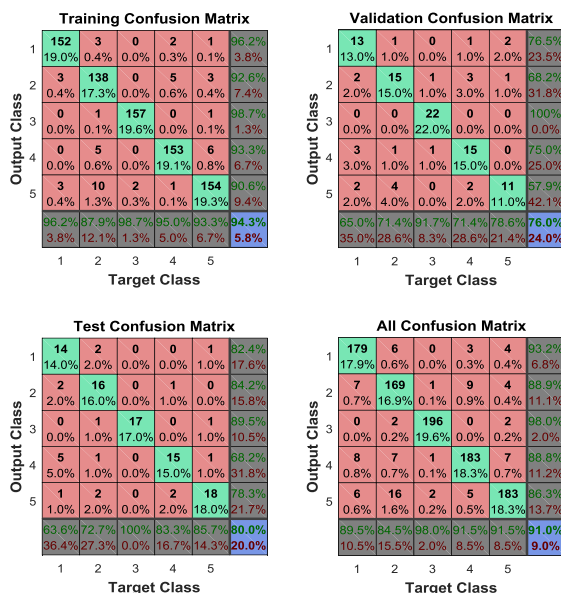 Training Confusion Matrix
Output Class
1 152 3 0 2 1 96.2%
19.0% 0.4% 0.0% 0.3% 0.1% 3.8%
2 3 138 0 5 3 92.6%
0.4% 17.3% 0.0% 0.6% 0.4% 7.4%
3 0 1 157 0 1 98.7%
0.0% 0.1% 19.6% 0.0% 0.1% 1.3%
4 0 5 0 153 6 93.3%
0.0% 0.6% 0.0% 19.1% 0.8% 6.7%
5 3 10 2 1 154 90.6%
0.4% 1.3% 0.3% 0.1% 19.3% 9.4%
96.2% 87.9% 98.7% 95.0% 93.3% 94.3%
3.8% 12.1% 1.3% 5.0% 6.7% 5.8%
1 2 3 4 5
Target Class
Validation Confusion Matrix
Output Class
1 13 1 0 1 2 76.5%
13.0% 1.0% 0.0% 1.0% 2.0% 23.5%
2 2 15 1 3 1 68.2%
2.0% 15.0% 1.0% 3.0% 1.0% 31.8%
3 0 0 22 0 0 100%
0.0% 0.0% 22.0% 0.0% 0.0% 0.0%
4 3 1 1 15 0 75.0%
3.0% 1.0% 1.0% 15.0% 0.0% 25.0%
5 2 4 0 2 11 57.9%
2.0% 4.0% 0.0% 2.0% 11.0% 42.1%
65.0% 71.4% 91.7% 71.4% 78.6% 76.0%
35.0% 28.6% 8.3% 28.6% 21.4% 24.0%
1 2 3 4 5
Target Class
Test Confusion Matrix
Output Class
1 14 2 0 0 1 82.4%
14.0% 2.0% 0.0% 0.0% 1.0% 17.6%
2 2 16 0 1 0 84.2%
2.0% 16.0% 0.0% 1.0% 0.0% 15.8%
3 0 1 17 0 1 89.5%
0.0% 1.0% 17.0% 0.0% 1.0% 10.5%
4 5 1 0 15 1 68.2%
5.0% 1.0% 0.0% 15.0% 1.0% 31.8%
5 1 2 0 2 18 78.3%
1.0% 2.0% 0.0% 2.0% 18.0% 21.7%
63.6% 72.7% 100% 83.3% 85.7% 80.0%
36.4% 27.3% 0.0% 16.7% 14.3% 20.0%
1 2 3 4 5
Target Class
All Confusion Matrix
Output Class
1 179 6 0 3 4 93.2%
17.9% 0.6% 0.0% 0.3% 0.4% 6.8%
2 7 169 1 9 4 88.9%
0.7% 16.9% 0.1% 0.9% 0.4% 11.1%
3 0 2 196 0 2 98.0%
0.0% 0.2% 19.6% 0.0% 0.2% 2.0%
4 8 7 1 183 7 88.8%
0.8% 0.7% 0.1% 18.3% 0.7% 11.2%
5 6 16 2 5 183 86.3%
0.6% 1.6% 0.2% 0.5% 18.3% 13.7%
89.5% 84.5% 98.0% 91.5% 91.5% 91.0%
10.5% 15.5% 2.0% 8.5% 8.5% 9.0%
1 2 3 4 5
Target Class